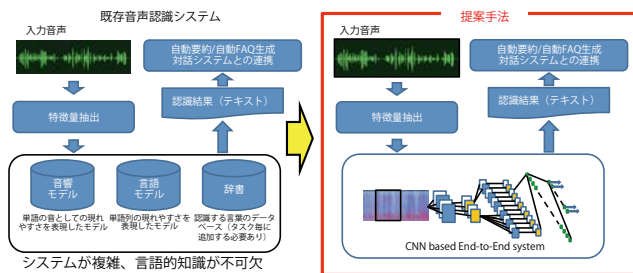 既存音声認識システム
入力音声
自動要約/自動FAQ生成
対話システムとの連携
特徴量抽出
認識結果（テキスト）
音響
モデル
言語
モデル
辞書
単語の音としての現れ
やすさを表現したモデル
単語列の現れやすさを
表現したモデル
認識する言葉のデータ
ベース（タスク毎に
追加する必要あり）
システムが複雑、言語的知識が不可欠
提案手法
入力音声
自動要約/自動FAQ生成
対話システムとの連携
特徴量抽出
認識結果（テキスト）
CNN based End-to-End system